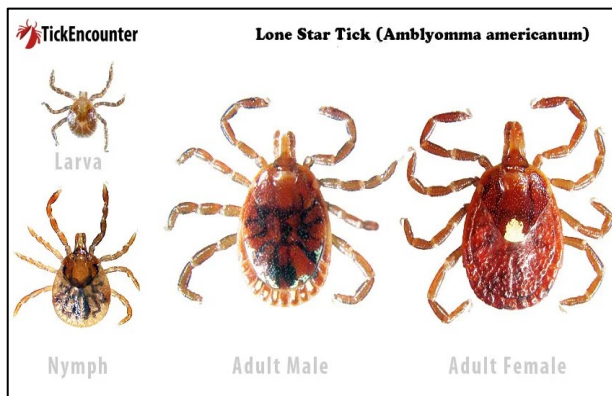 TickEncounter
Lone Star Tick (Amblyomma americanum)
Larva
Nymph
Adult Male
Adult Female